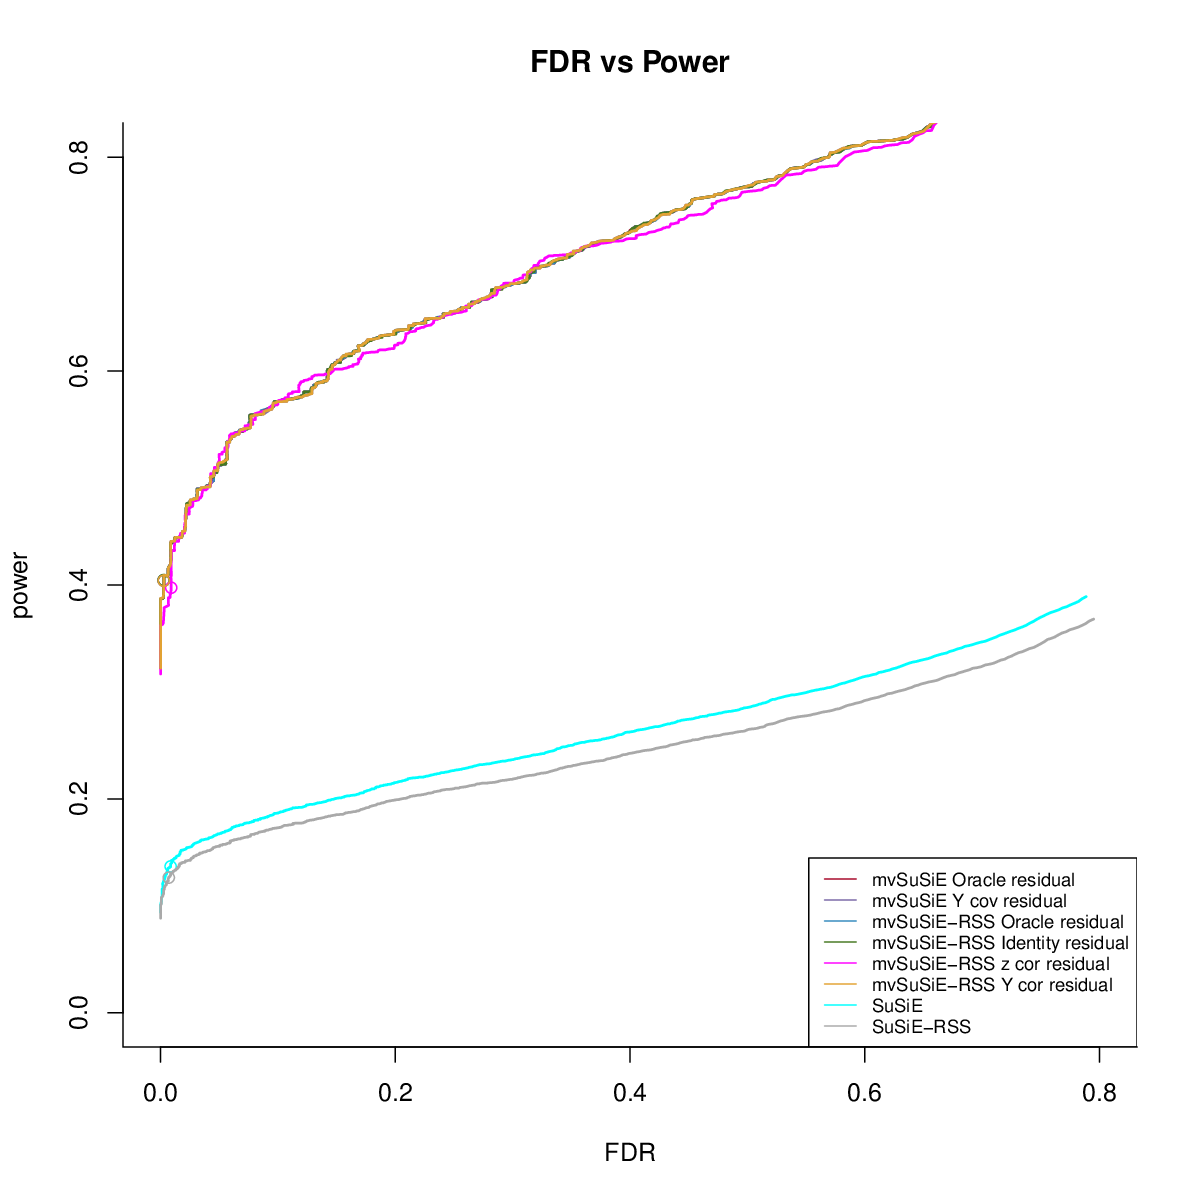 FDR vs Power
power
0.8
0.6
0.4
0.2
0.0
mvSuSiE Oracle residual
mvSuSiE Y cov residual
mvSuSiE−RSS Oracle residual
mvSuSiE−RSS Identity residual
mvSuSiE−RSS z cor residual
mvSuSiE−RSS Y cor residual
SuSiE
SuSiE−RSS
0.0 0.2 0.4 0.6 0.8
FDR